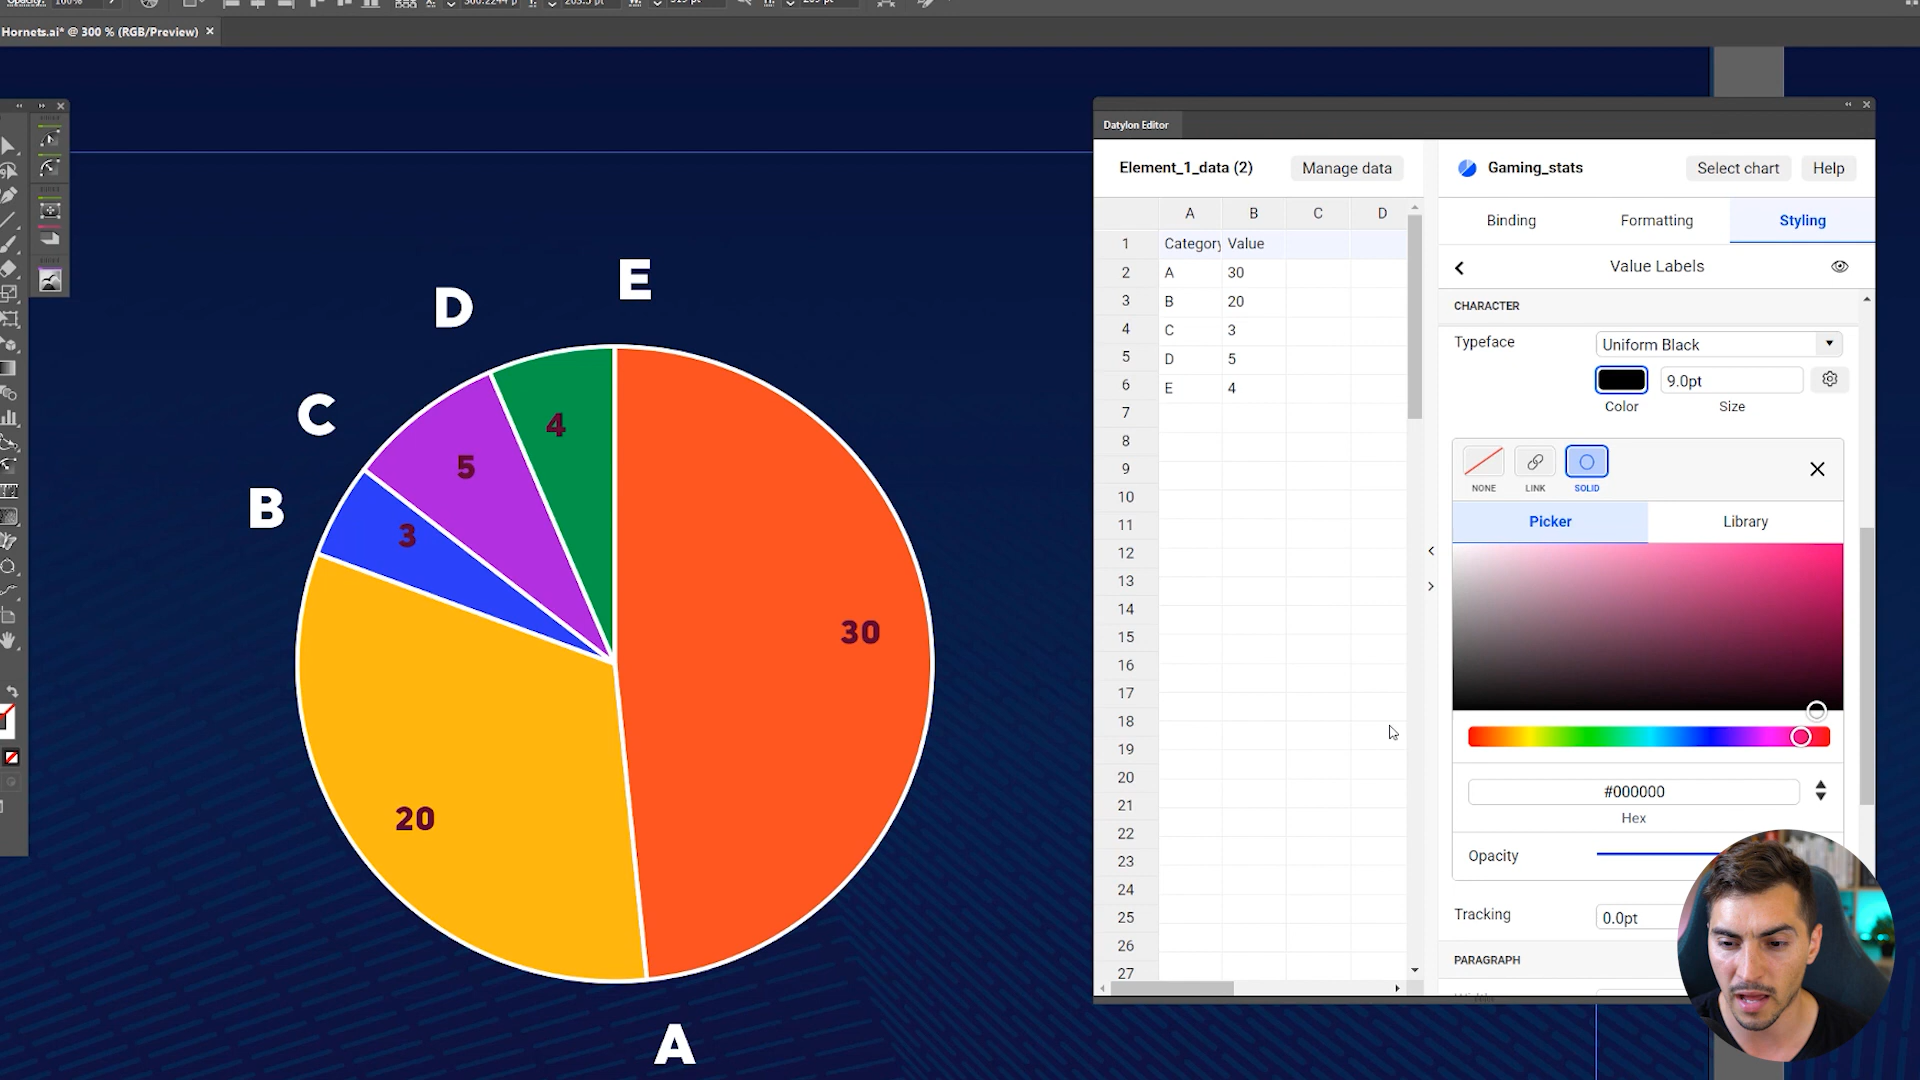 Opacity: 100%
Hornets.ai* @ 300 % (RGB/Preview) ×
Datylon Editor
Element_1_data (2)
Manage data
Gaming_stats
Select chart
Help
Binding
Formatting
Styling
Value Labels
A B C D
1 Category Value
2 A 30
3 B 20
4 C 3
5 D 5
6 E 4
7
8
9
10
11
12
13
14
15
16
17
18
19
20
21
22
23
24
25
26
27
CHARACTER
Typeface
Uniform Black
9.0pt
Color
Size
NONE
LINK
SOLID
Picker
Library
#000000
Hex
Opacity
Tracking
0.0pt
PARAGRAPH
E
D
C
B
A
4
5
3
30
20